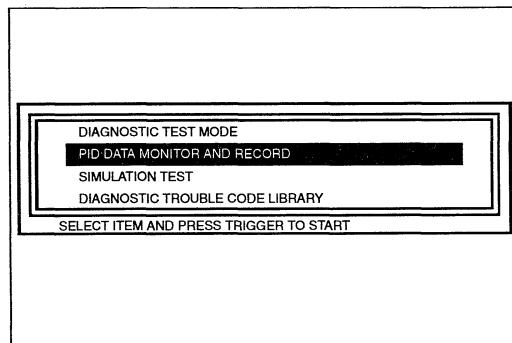 DIAGNOSTIC TEST MODE
PID DATA MONITOR AND RECORD
SIMULATION TEST
DIAGNOSTIC TROUBLE CODE LIBRARY
SELECT ITEM AND PRESS TRIGGER TO START